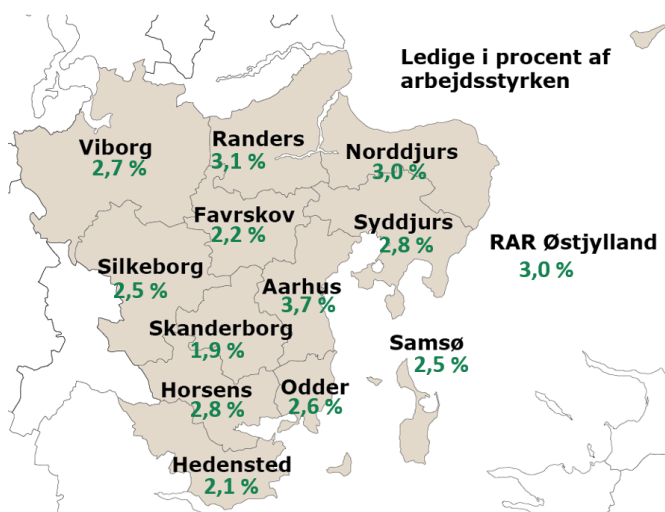 Ledige i procent af
arbejdsstyrken
Viborg
2,7 %
Randers
3,1 %
Norddjurs
3,0 %
Favrskov
2,2 %
Syddjurs
2,8 %
RAR Østjylland
3,0 %
Silkeborg
2,5 %
Aarhus
3,7 %
Skanderborg
1,9 %
Samsø
2,5 %
Horsens
2,8 %
Odder
2,6 %
Hedensted
2,1 %